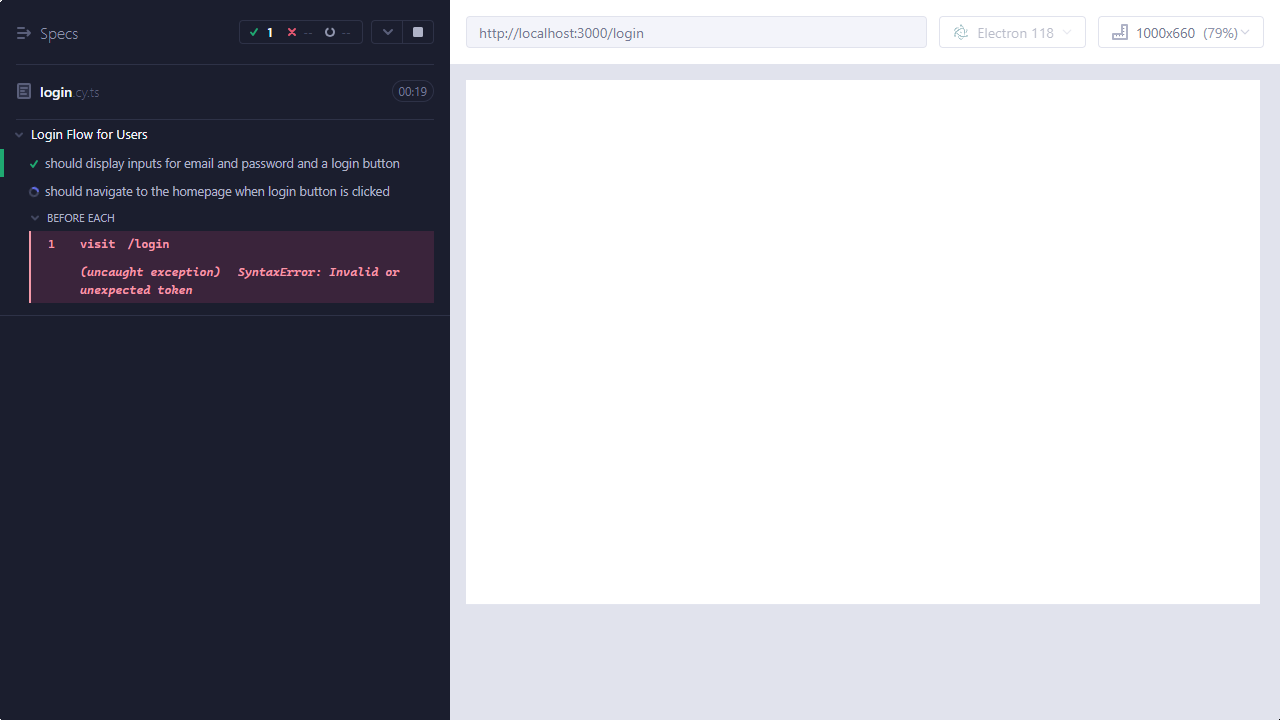 Specs
1 -- --
login.cy.ts
00:19
Login Flow for Users
should display inputs for email and password and a login button
should navigate to the homepage when login button is clicked
BEFORE EACH
1 visit /login
(uncaught exception) SyntaxError: Invalid or
unexpected token
http://localhost:3000/login
Electron 118
1000x660 (79%)